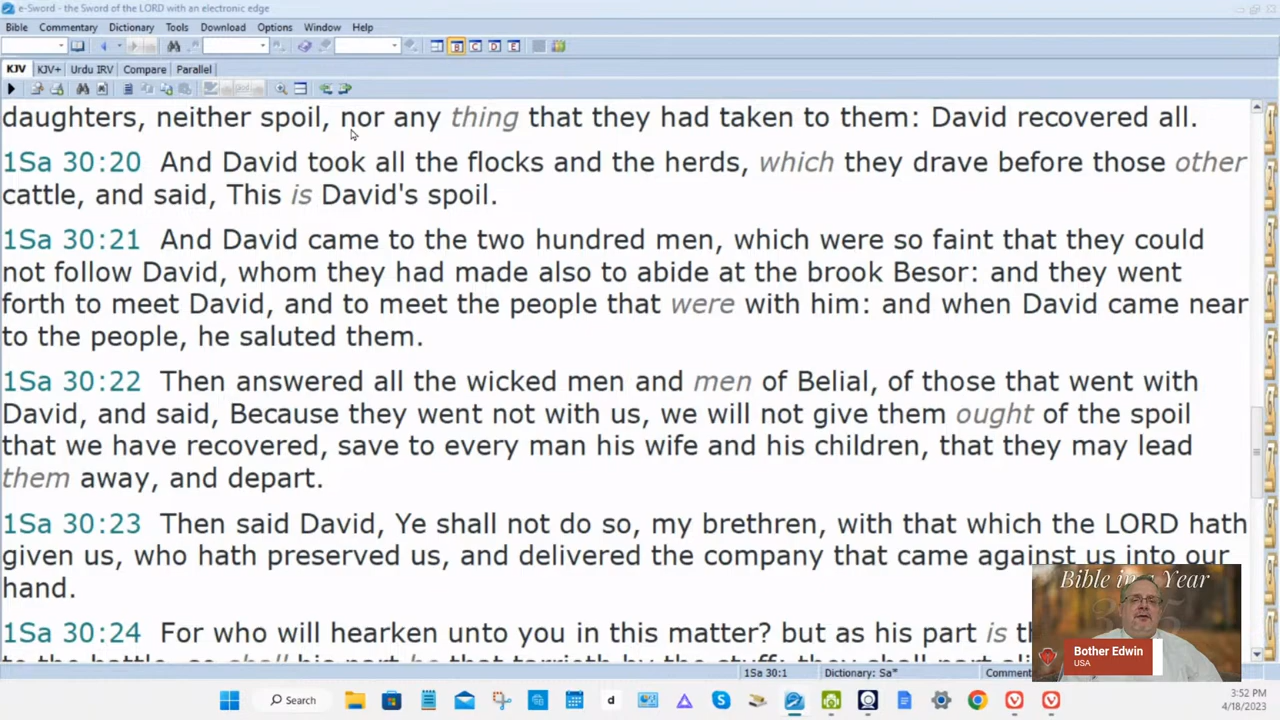 e-Sword - the Sword of the LORD with an electronic edge
Bible Commentary Dictionary Tools Download Options Window Help
B C D E
KJV KJV+ Urdu IRV Compare Parallel
daughters, neither spoil, nor any thing that they had taken to them: David recovered all.
1Sa 30:20 And David took all the flocks and the herds, which they drave before those other
cattle, and said, This is David's spoil.
1Sa 30:21 And David came to the two hundred men, which were so faint that they could
not follow David, whom they had made also to abide at the brook Besor: and they went
forth to meet David, and to meet the people that were with him: and when David came near
to the people, he saluted them.
1Sa 30:22 Then answered all the wicked men and men of Belial, of those that went with
David, and said, Because they went not with us, we will not give them ought of the spoil
that we have recovered, save to every man his wife and his children, that they may lead
them away, and depart.
1Sa 30:23 Then said David, Ye shall not do so, my brethren, with that which the LORD hath
given us, who hath preserved us, and delivered the company that came against us into our
hand.
1Sa 30:24 For who will hearken unto you in this matter? but as his part is
Bible in a Year
Bother Edwin
USA
1Sa 30:1 Dictionary: Sa* Comment
Search
3:52 PM
4/18/2023